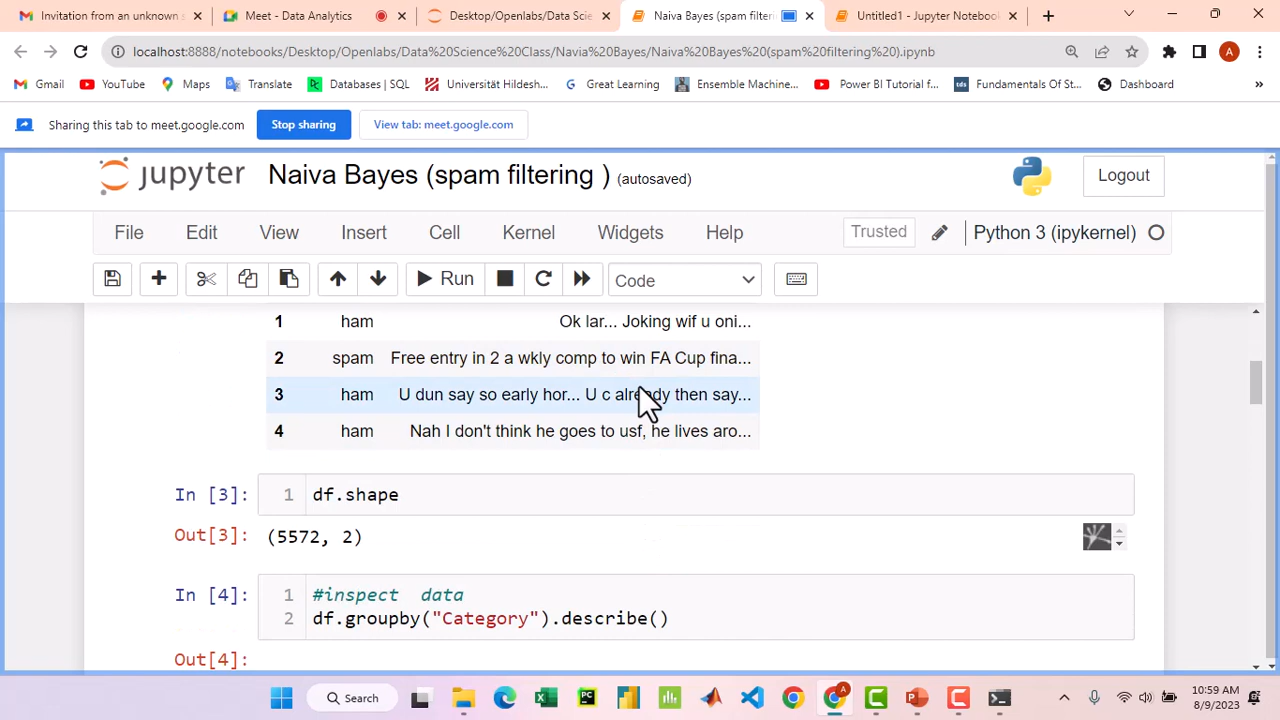 Invitation from an unknown s
Meet - Data Analytics
Desktop/Openlabs/Data Scien
Naiva Bayes (spam filterin
Untitled1 - Jupyter Notebook
localhost:8888/notebooks/Desktop/Openlabs/Data%20Science%20Class/Navia%20Bayes/Naiva%20Bayes%20(spam%20filtering%20).ipynb
A
Gmail
YouTube
Maps
Translate
Databases | SQL
Universität Hildesh...
Great Learning
Ensemble Machine...
Power BI Tutorial f...
Fundamentals Of St...
Dashboard
»
Sharing this tab to meet.google.com
Stop sharing
View tab: meet.google.com
jupyter Naiva Bayes (spam filtering ) (autosaved)
Logout
File Edit View Insert Cell Kernel Widgets Help
Trusted
Python 3 (ipykernel)
Run
Code
1 ham Ok lar... Joking wif u oni...
2 spam Free entry in 2 a wkly comp to win FA Cup fina...
3 ham U dun say so early hor... U c already then say...
4 ham Nah I don't think he goes to usf, he lives aro...
In [3]: 1 df.shape
Out[3]: (5572, 2)
In [4]: 1 #inspect data
2 df.groupby("Category").describe()
Out[4]:
Search
10:59 AM
8/9/2023